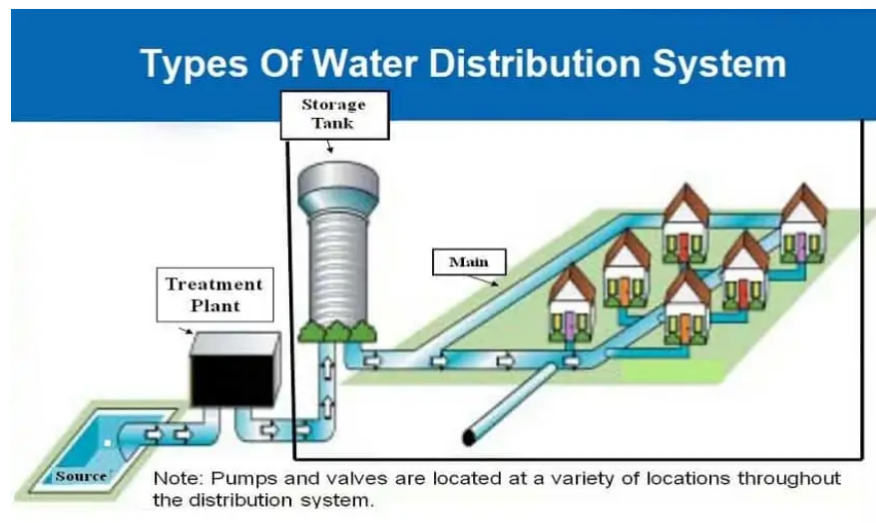 Types Of Water Distribution System
Storage
Tank
Main
Treatment
Plant
Source
Note: Pumps and valves are located at a variety of locations throughout
the distribution system.